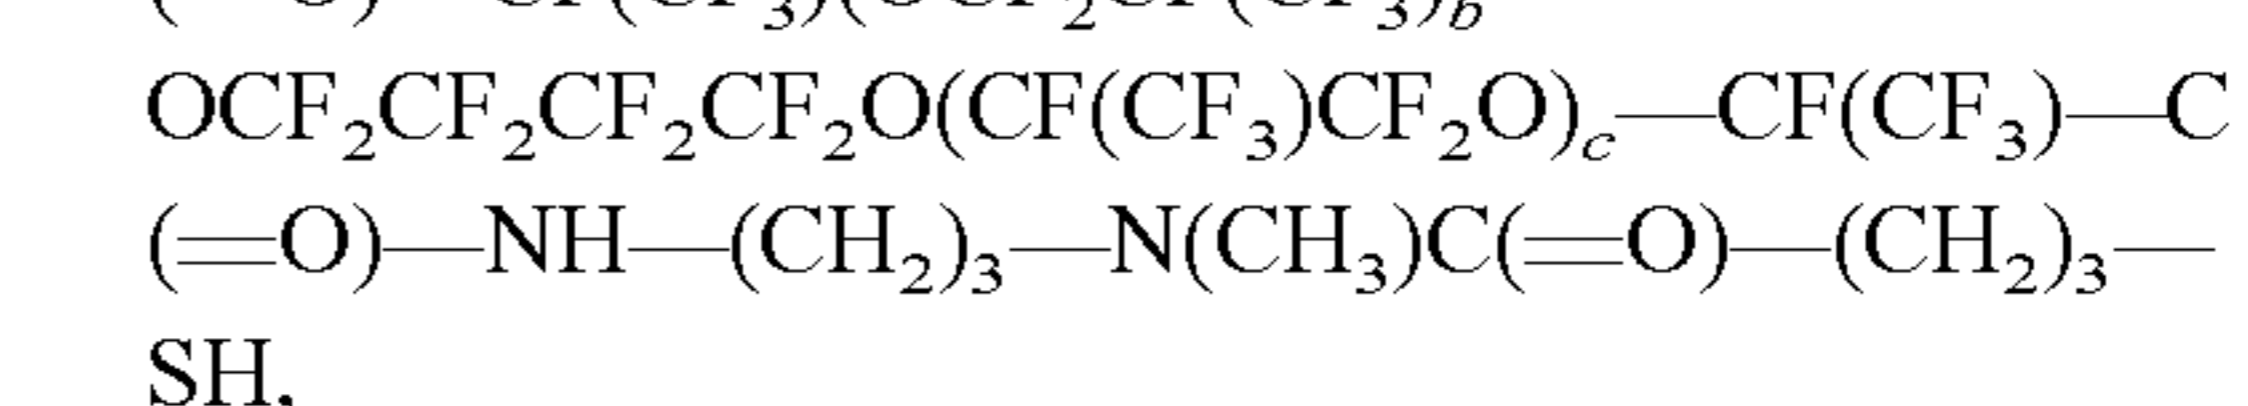 OCF₂CF₂CF₂CF₂O(CF(CF₃)CF₂O)c—CF(CF₃)—C
(═O)—NH—(CH₂)₃—N(CH₃)C(═O)—(CH₂)₃—
SH,